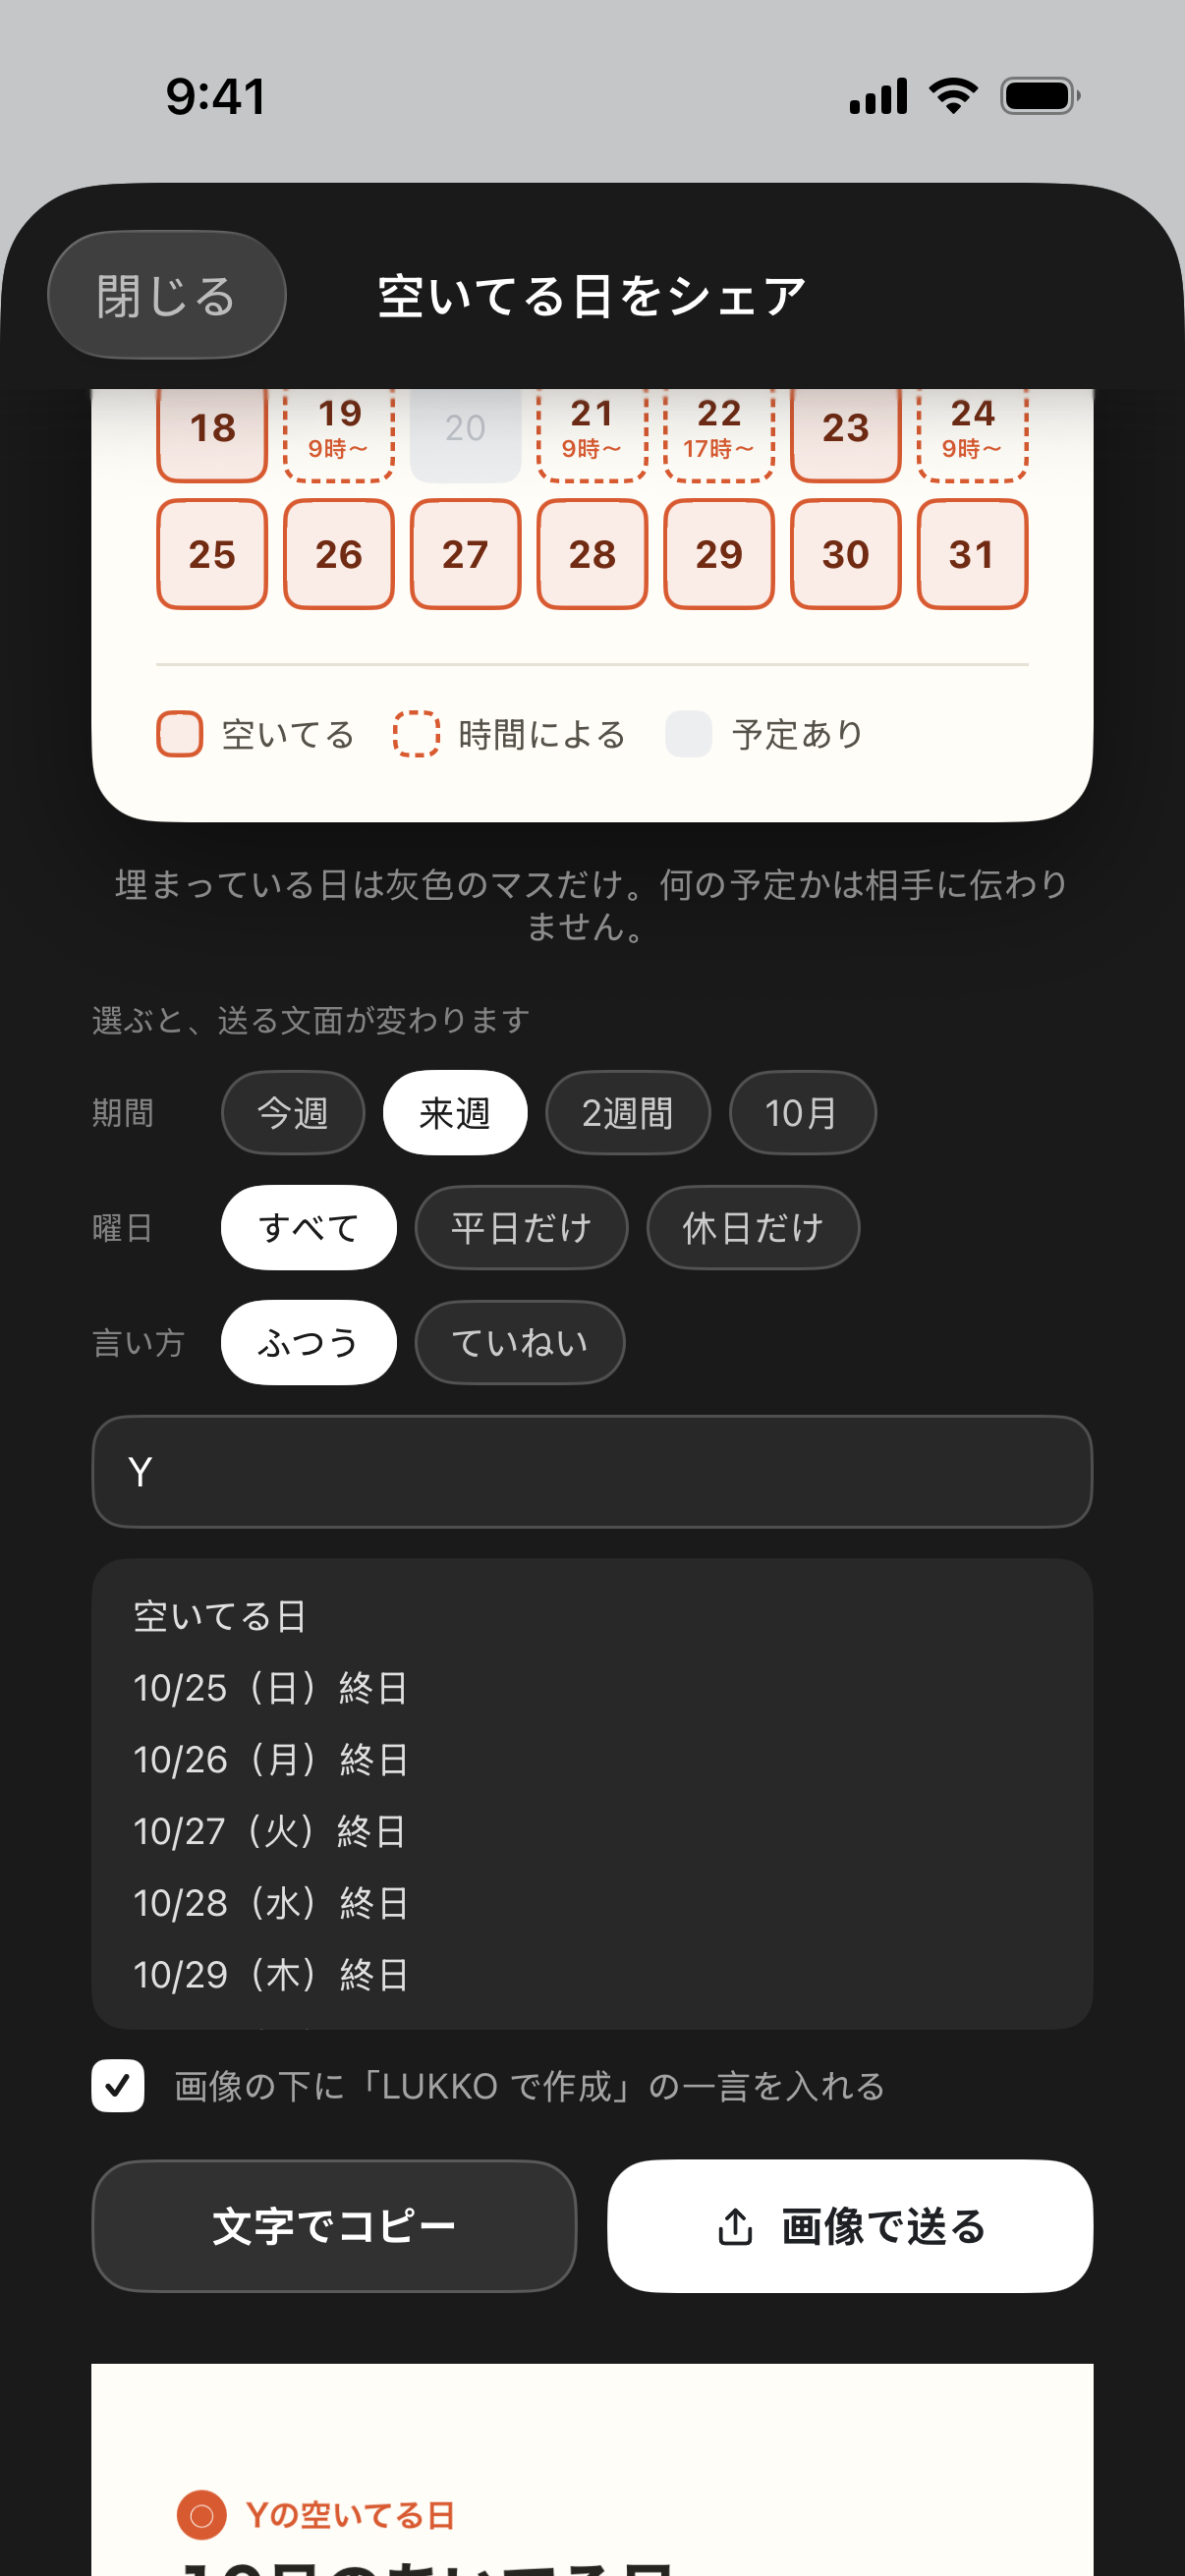 9:41
閉じる
空いてる日をシェア
18 19 20 21 22 23 24
9時〜 9時〜 17時〜 9時〜
25 26 27 28 29 30 31
空いてる 時間による 予定あり
埋まっている日は灰色のマスだけ。何の予定かは相手に伝わり
ません。
選ぶと、送る文面が変わります
期間 今週 来週 2週間 10月
曜日 すべて 平日だけ 休日だけ
言い方 ふつう ていねい
Y
空いてる日
10/25（日）終日
10/26（月）終日
10/27（火）終日
10/28（水）終日
10/29（木）終日
画像の下に「LUKKO で作成」の一言を入れる
文字でコピー 画像で送る
Yの空いてる日